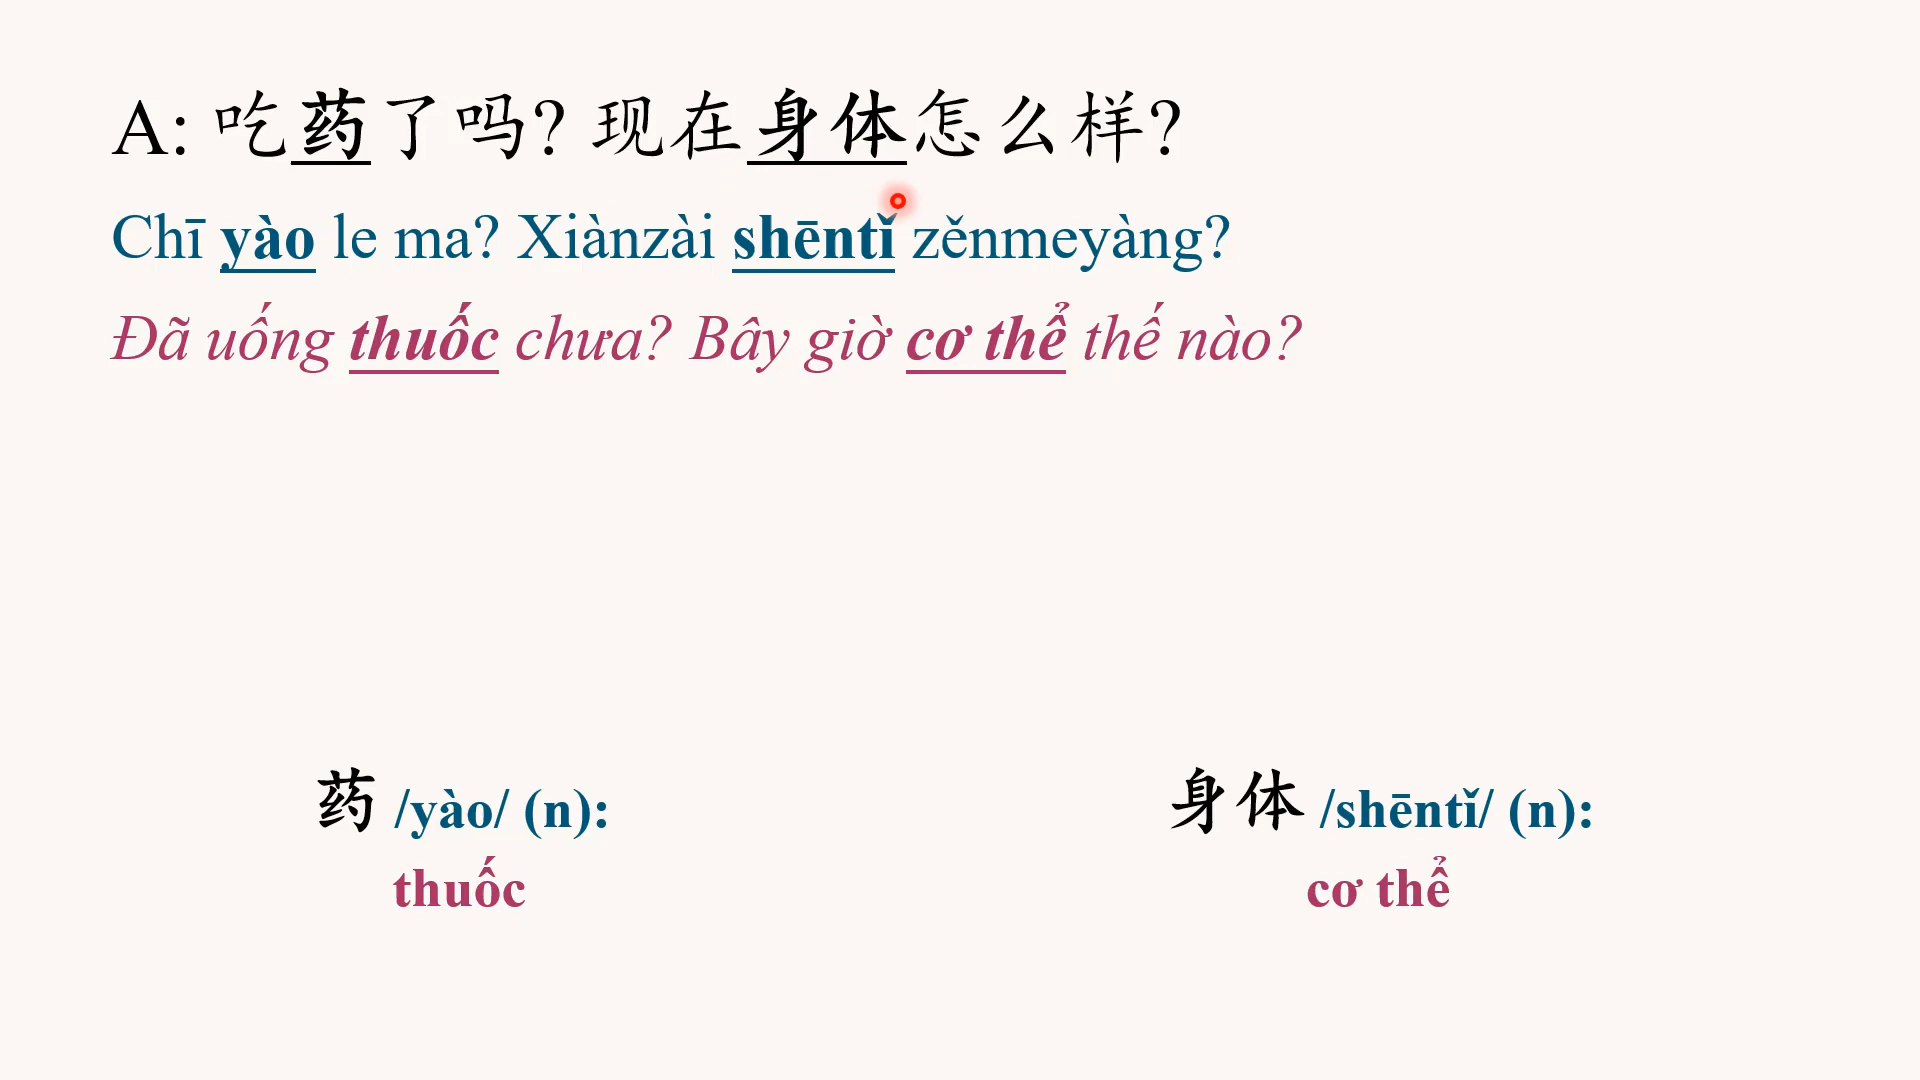 A: 吃药了吗? 现在身体怎么样?
Chī yào le ma? Xiànzài shēntǐ zěnmeyàng?
Đã uống thuốc chưa? Bây giờ cơ thể thế nào?
药 /yào/ (n):
thuốc
身体 /shēntǐ/ (n):
cơ thể